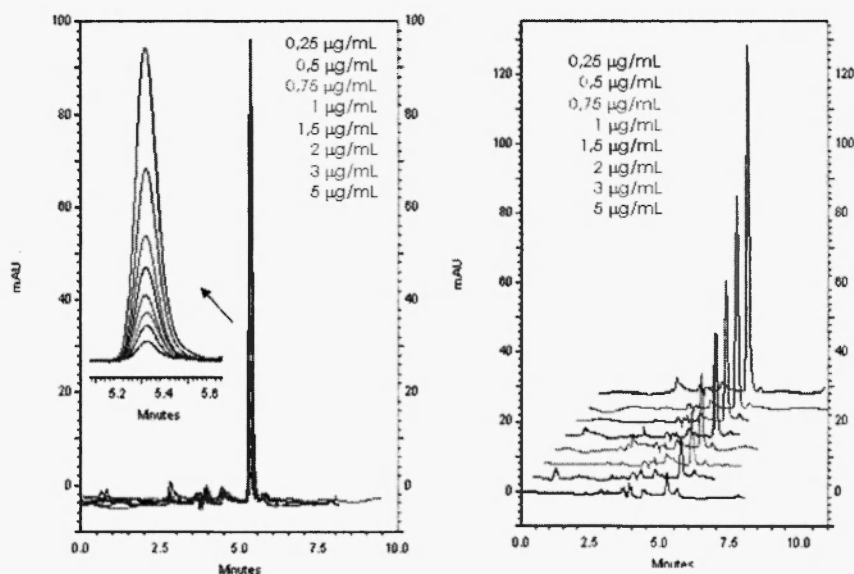 100
80
60
40
20
0
mAU
0,25 µg/mL
0,5 µg/mL
0,75 µg/mL
1 µg/mL
1,5 µg/mL
2 µg/mL
3 µg/mL
5 µg/mL
5.2 5.4 5.6
Minutes
100
80
60
40
20
0
0.0 2.5 5.0 7.5 10.0
Minutes
120
100
80
60
40
20
0
mAU
0,25 µg/mL
0,5 µg/mL
0,75 µg/mL
1 µg/mL
1,5 µg/mL
2 µg/mL
3 µg/mL
5 µg/mL
120
100
80
60
40
20
0
0.0 2.5 5.0 7.5 10.0
Minutes